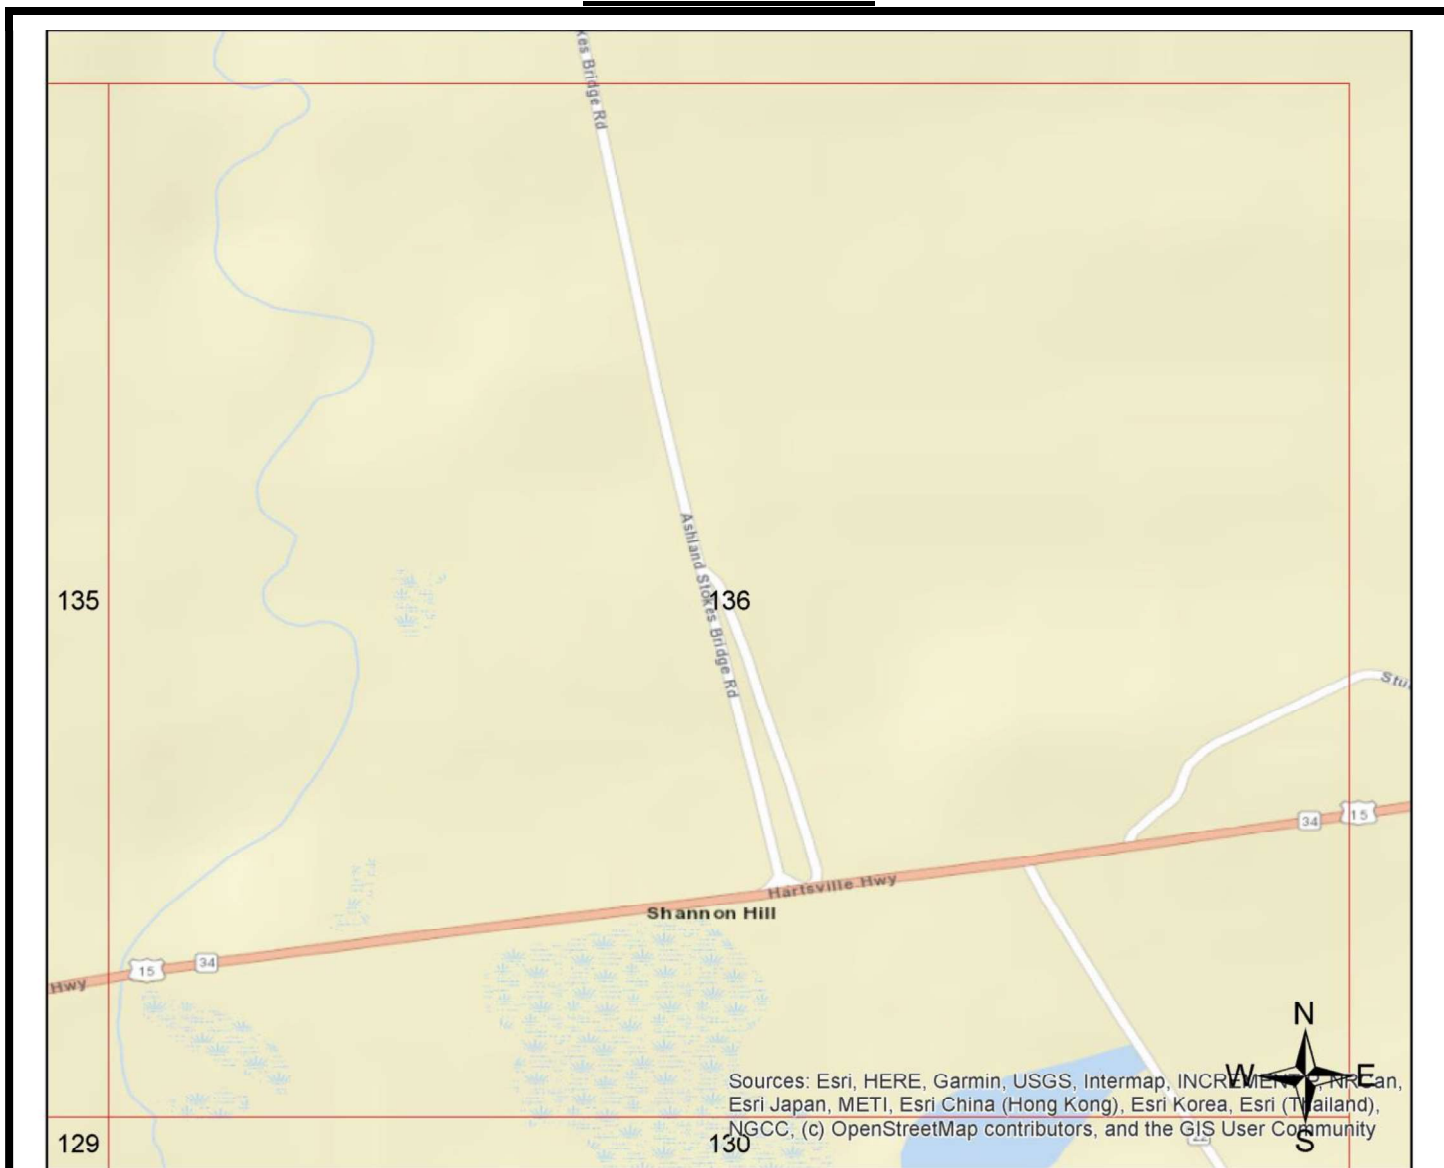 kes Bridge Rd
Ashland Stokes Bridge Rd
135
136
Stu
34
15
Hartsville Hwy
Shannon Hill
15
34
Hwy
N
W
E
S
Sources: Esri, HERE, Garmin, USGS, Intermap, NRCan,
Esri Japan, METI, Esri China (Hong Kong), Esri Korea, Esri (Thailand),
NGCC, (c) OpenStreetMap contributors, and the GIS User Community
22
129
130